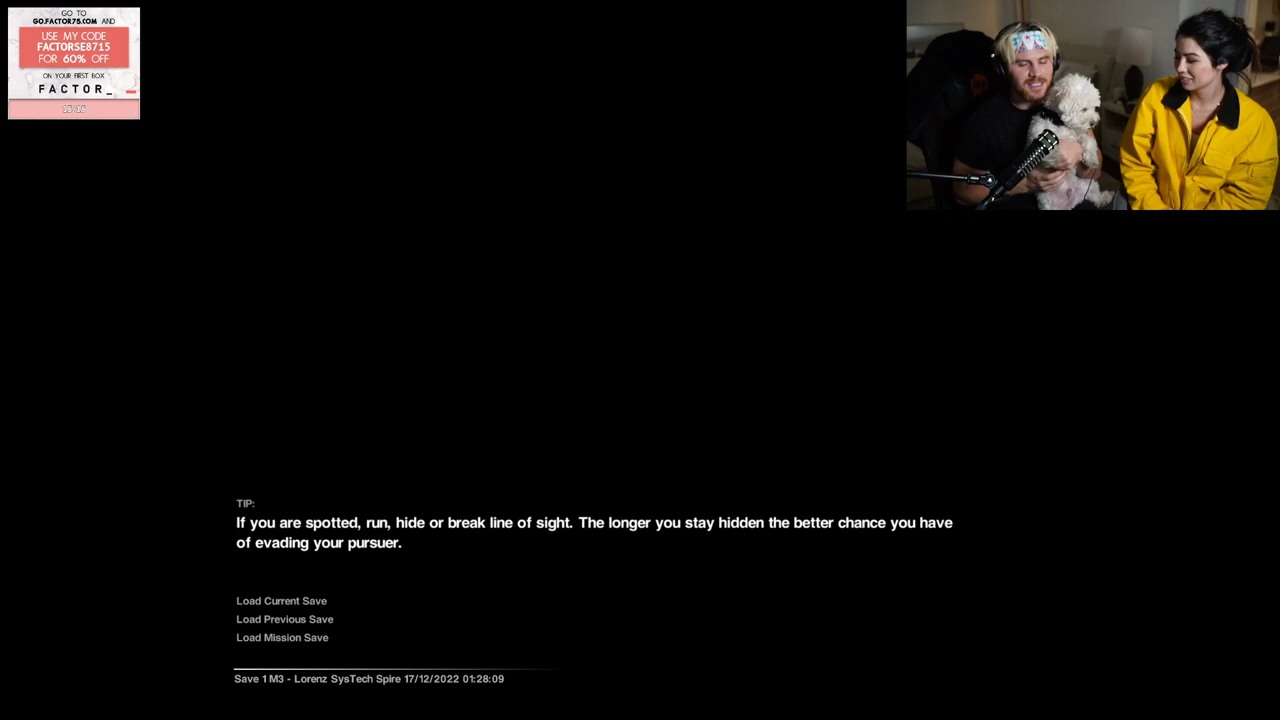 GO TO
GO.FACTOR75.COM AND
USE MY CODE
FACTORSE8715
FOR 60% OFF
ON YOUR FIRST BOX
FACTOR_
TIP:
If you are spotted, run, hide or break line of sight. The longer you stay hidden the better chance you have
of evading your pursuer.
Load Current Save
Load Previous Save
Load Mission Save
Save 1 M3 - Lorenz SysTech Spire 17/12/2022 01:28:09